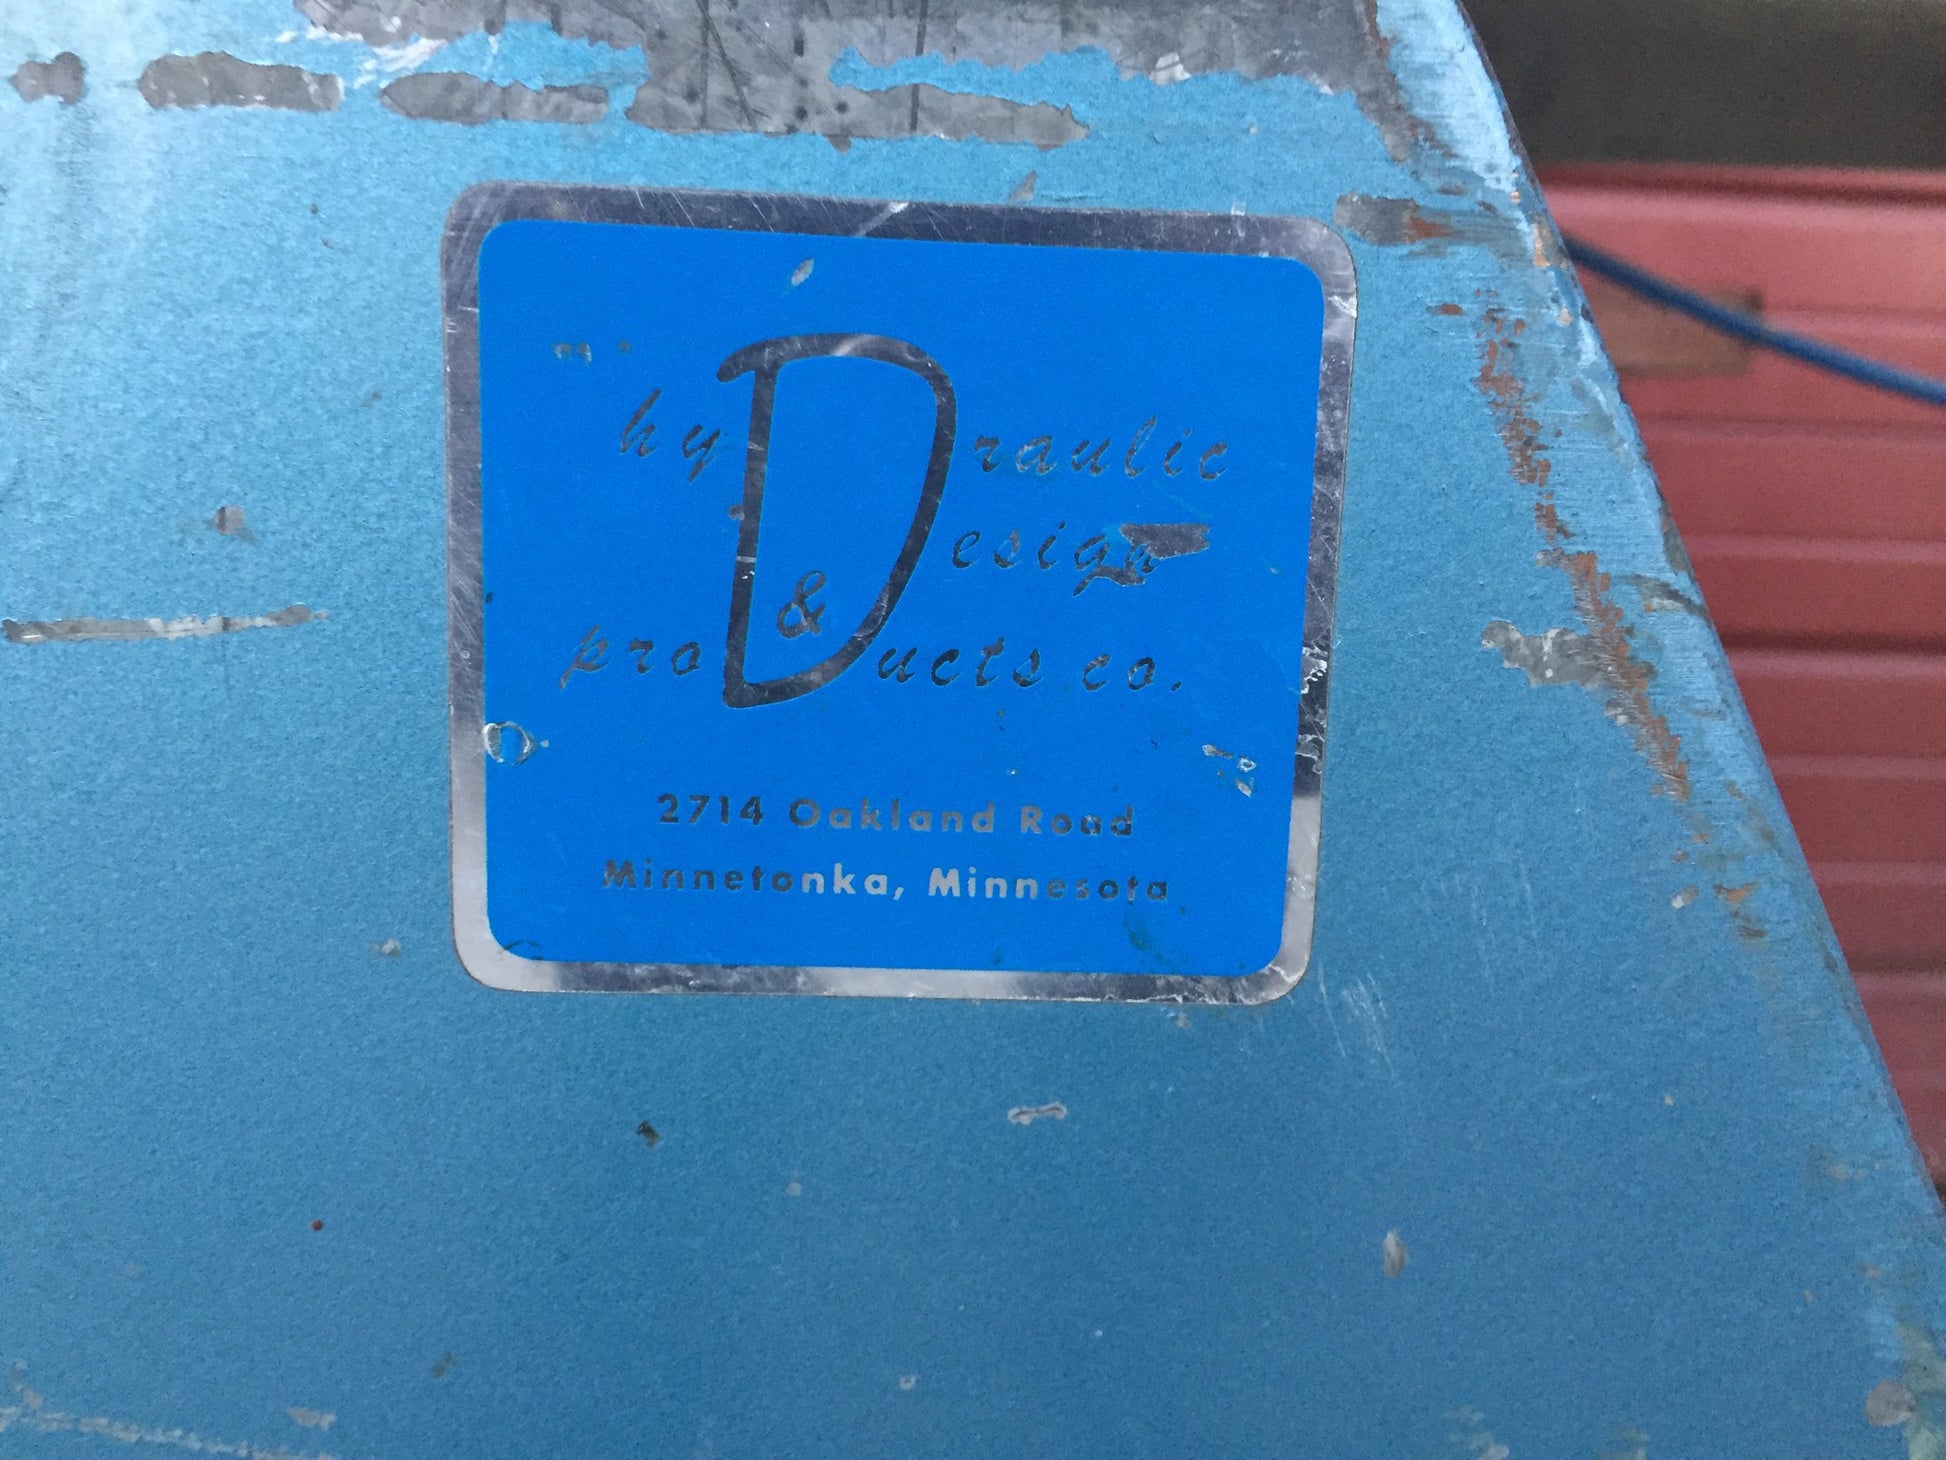 hyDraulic
Design
& proDucts co.
2714 Oakland Road
Minnetonka, Minnesota